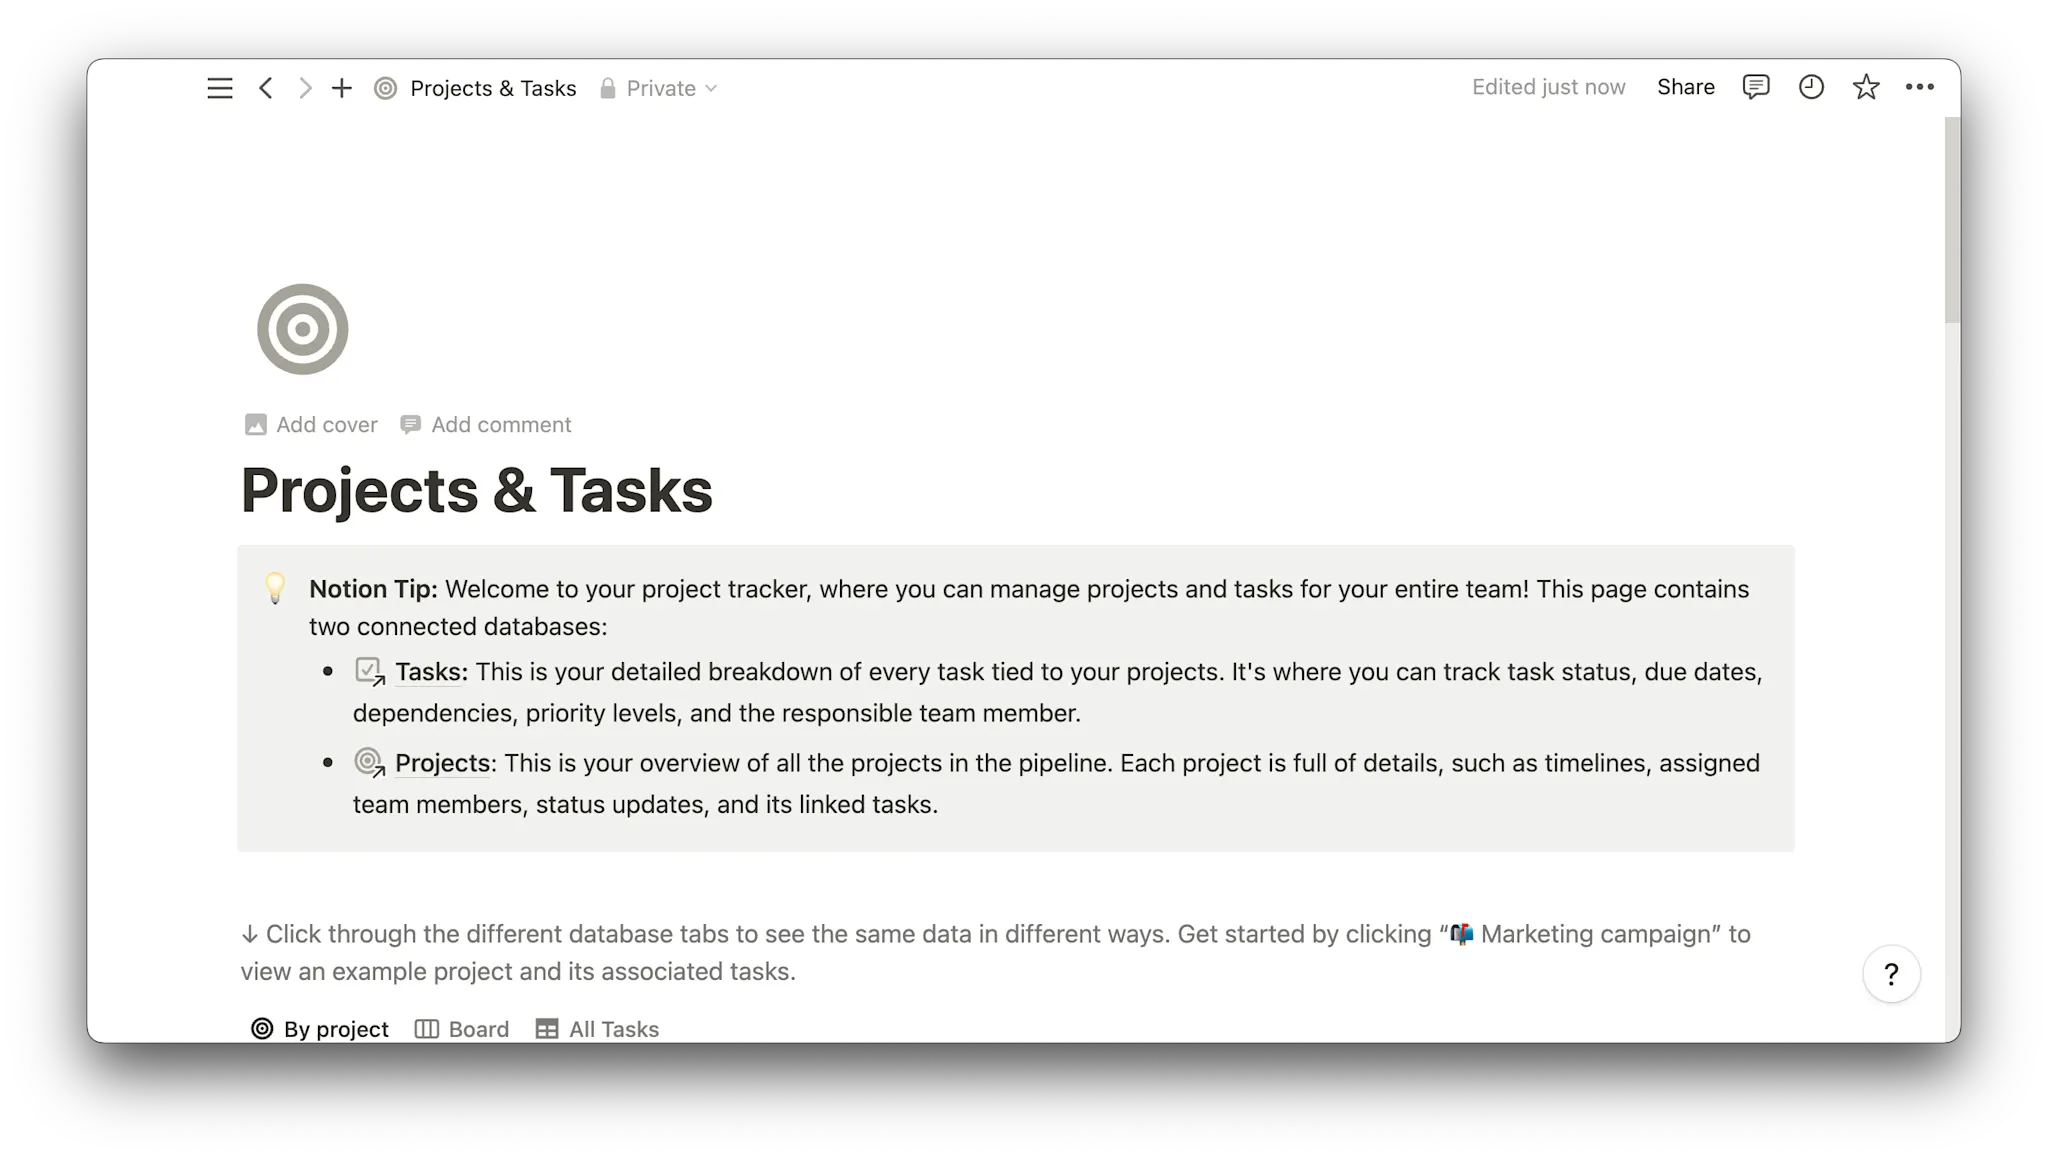 Projects & Tasks Private Edited just now Share
Add cover Add comment
Projects & Tasks
Notion Tip: Welcome to your project tracker, where you can manage projects and tasks for your entire team! This page contains
two connected databases:
• Tasks: This is your detailed breakdown of every task tied to your projects. It's where you can track task status, due dates,
dependencies, priority levels, and the responsible team member.
• Projects: This is your overview of all the projects in the pipeline. Each project is full of details, such as timelines, assigned
team members, status updates, and its linked tasks.
↓ Click through the different database tabs to see the same data in different ways. Get started by clicking “📬 Marketing campaign” to
view an example project and its associated tasks.
?
By project Board All Tasks